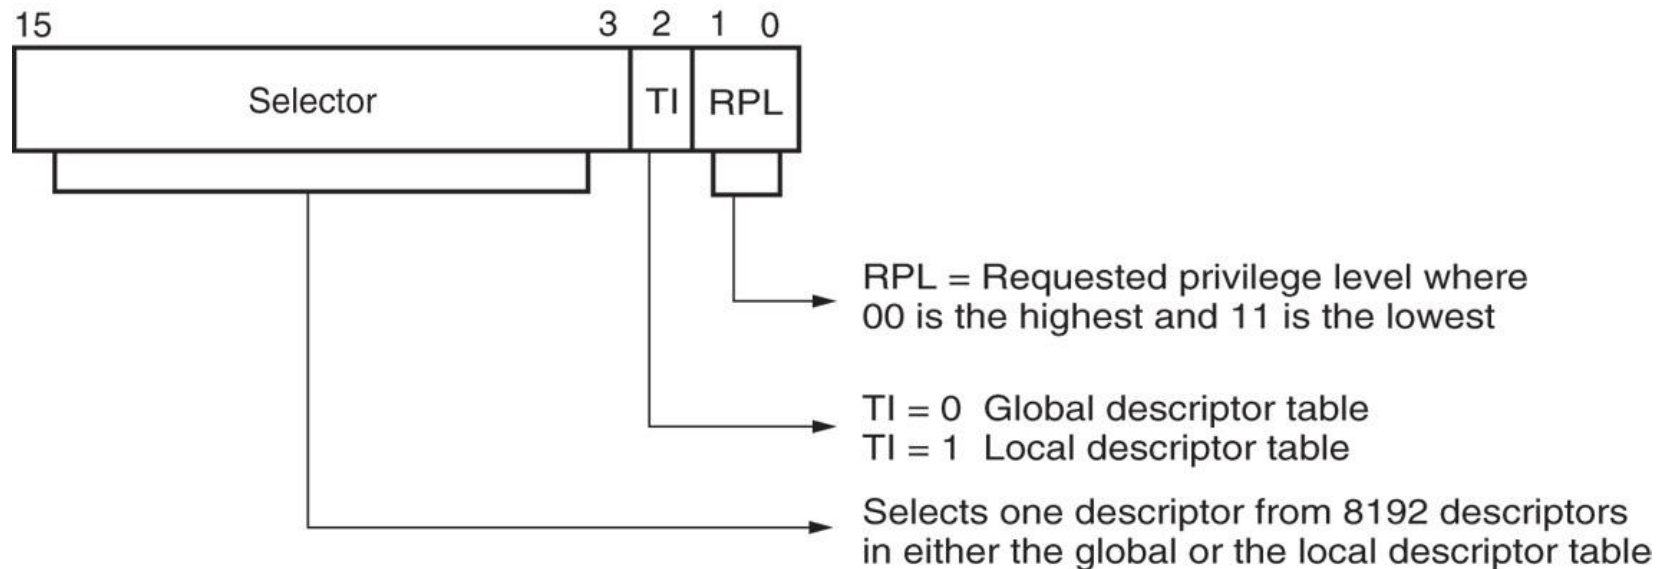 15 3 2 1 0
Selector TI RPL
RPL = Requested privilege level where
00 is the highest and 11 is the lowest
TI = 0 Global descriptor table
TI = 1 Local descriptor table
Selects one descriptor from 8192 descriptors
in either the global or the local descriptor table